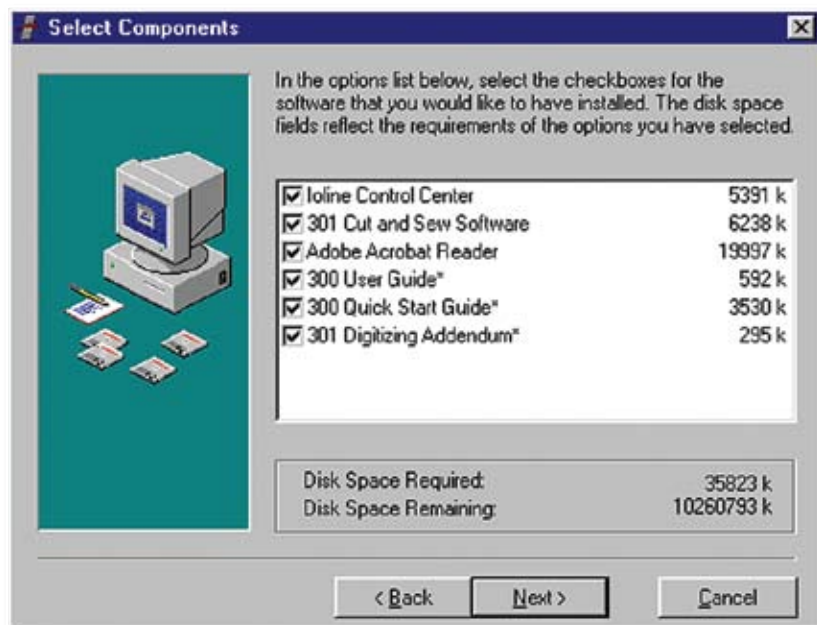 Select Components
In the options list below, select the checkboxes for the
software that you would like to have installed. The disk space
fields reflect the requirements of the options you have selected.
Ioline Control Center 5391 k
301 Cut and Sew Software 6238 k
Adobe Acrobat Reader 19997 k
300 User Guide* 592 k
300 Quick Start Guide* 3530 k
301 Digitizing Addendum* 295 k
Disk Space Required: 35823 k
Disk Space Remaining: 10260793 k
< Back Next > Cancel